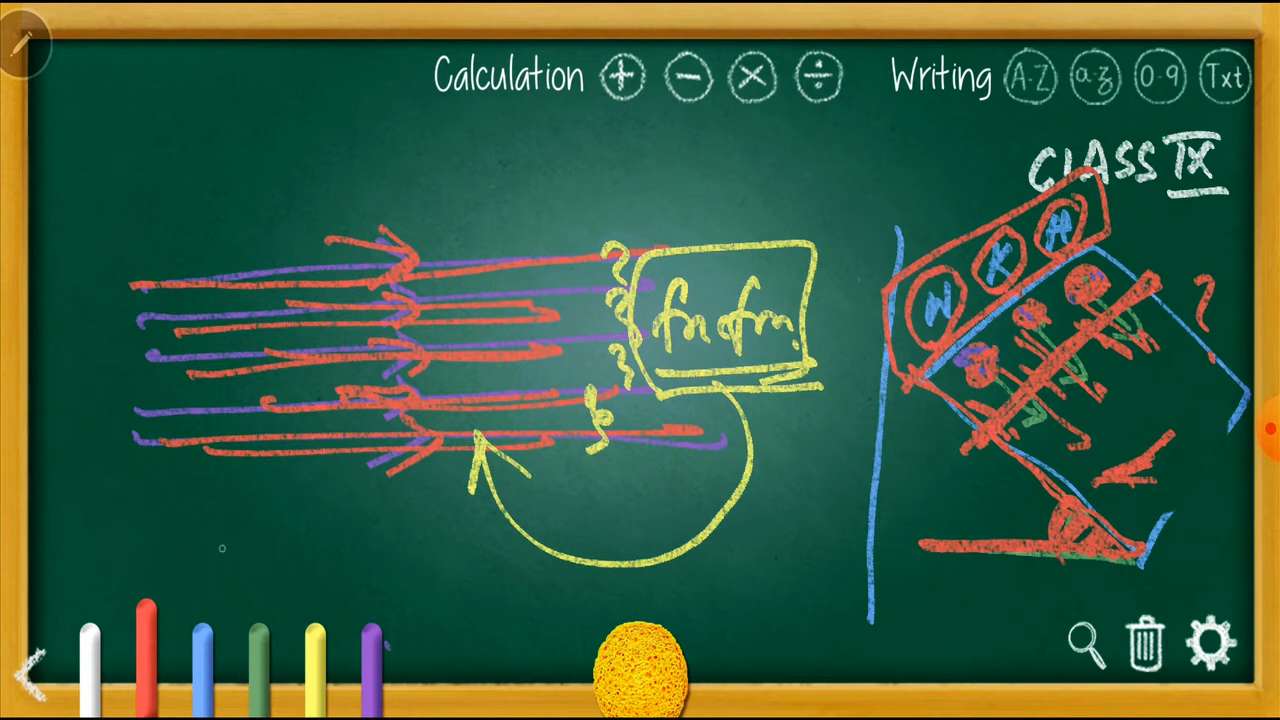 Calculation + − × ÷ Writing A-Z a-z 0-9 Txt
CLASS IX
N X A
?